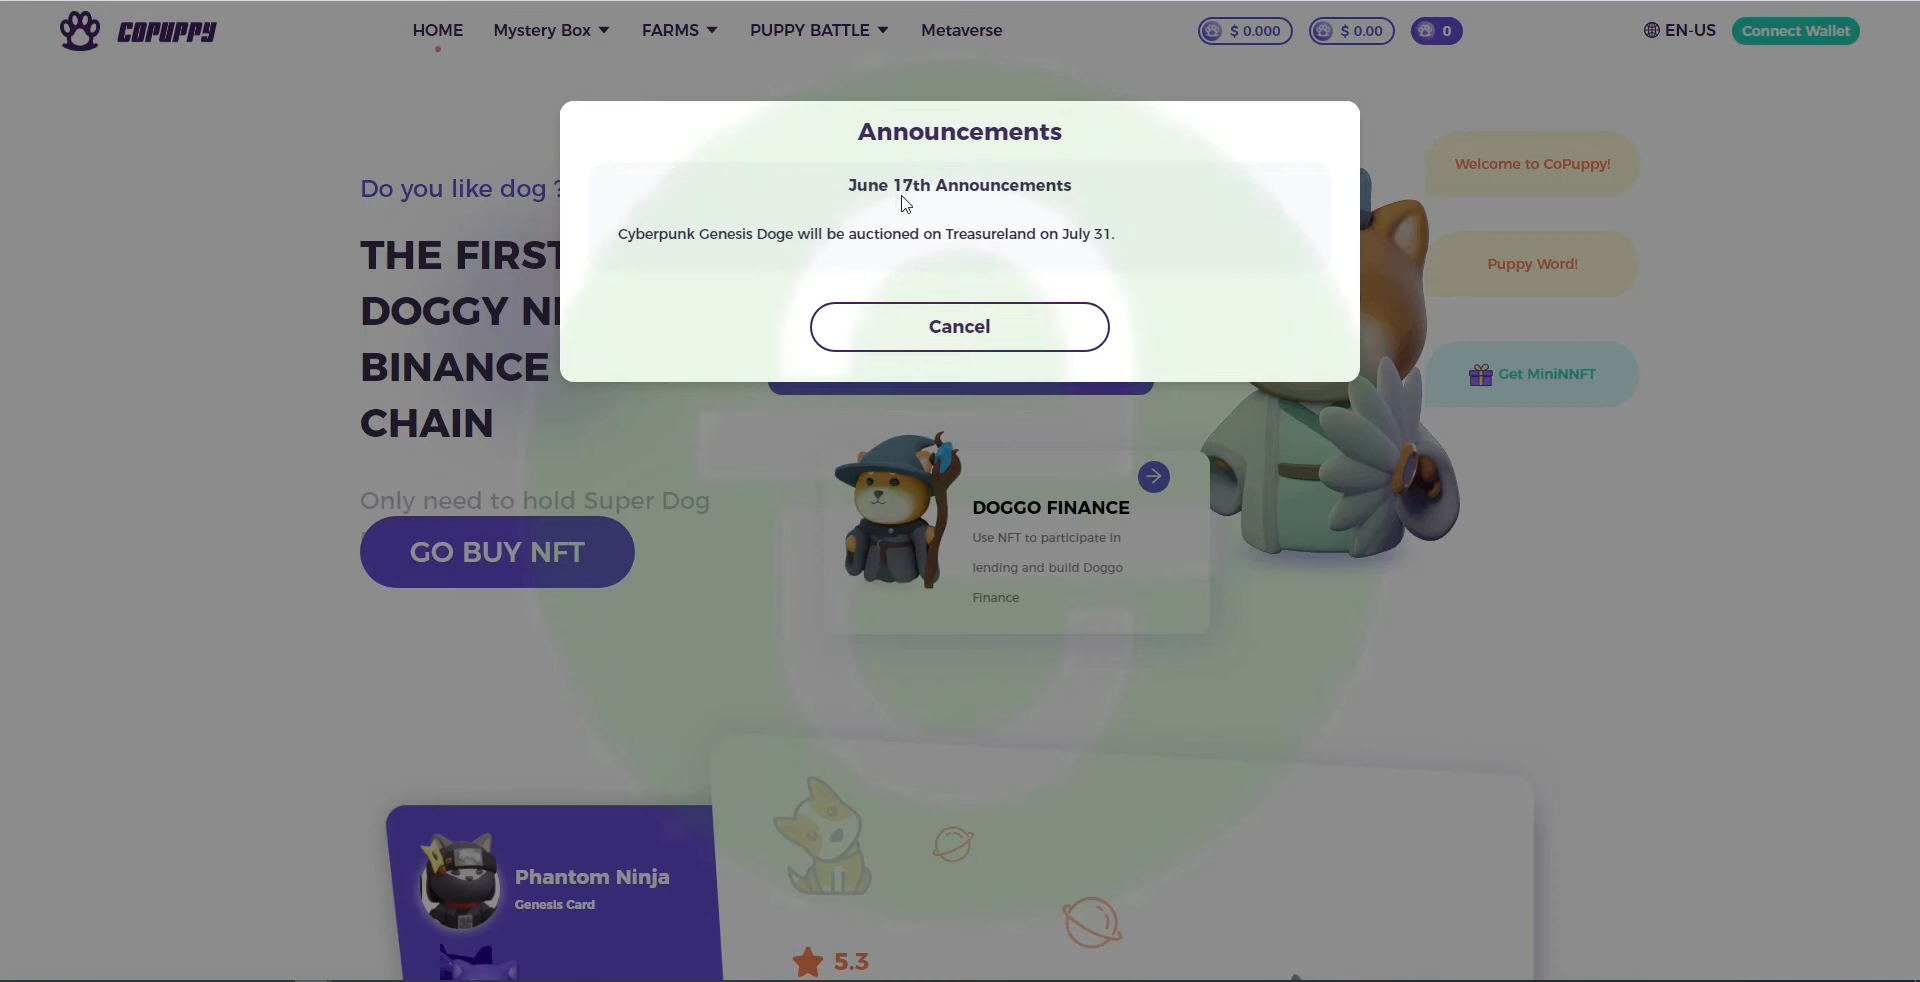 COPUPPY
HOME
Mystery Box
FARMS
PUPPY BATTLE
Metaverse
$ 0.000
$ 0.00
0
EN-US
Connect Wallet
Announcements
June 17th Announcements
Cyberpunk Genesis Doge will be auctioned on Treasureland on July 31.
Cancel
Do you like dog ?
THE FIRST
DOGGY
BINANCE
CHAIN
Only need to hold Super Dog
GO BUY NFT
DOGGO FINANCE
Use NFT to participate in
lending and build Doggo
Finance
Welcome to CoPuppy!
Puppy Word!
Get MiniNNFT
Phantom Ninja
Genesis Card
5.3